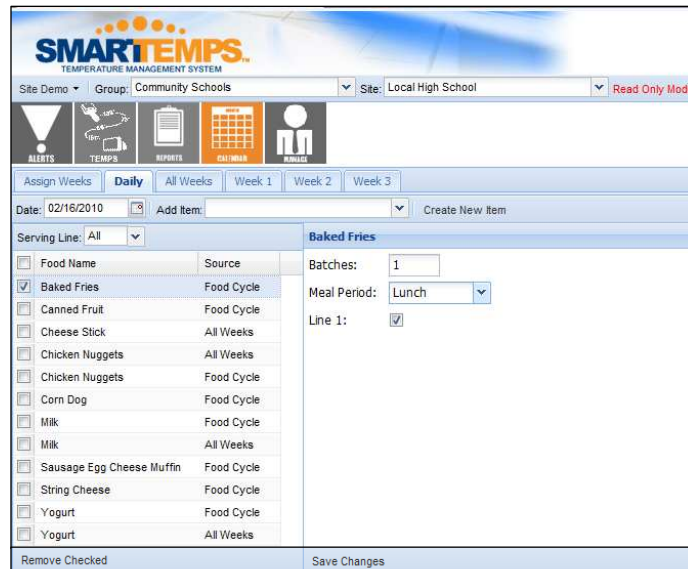 SMARTTEMPS™
TEMPERATURE MANAGEMENT SYSTEM
Site Demo Group: Community Schools Site: Local High School Read Only Mod
ALERTS TEMPS REPORTS CALENDAR MANAGE
Assign Weeks Daily All Weeks Week 1 Week 2 Week 3
Date: 02/16/2010 Add Item: Create New Item
Serving Line: All
Food Name Source
Baked Fries Food Cycle
Canned Fruit Food Cycle
Cheese Stick All Weeks
Chicken Nuggets All Weeks
Chicken Nuggets Food Cycle
Corn Dog Food Cycle
Milk Food Cycle
Milk All Weeks
Sausage Egg Cheese Muffin Food Cycle
String Cheese Food Cycle
Yogurt Food Cycle
Yogurt All Weeks
Remove Checked
Baked Fries
Batches: 1
Meal Period: Lunch
Line 1:
Save Changes